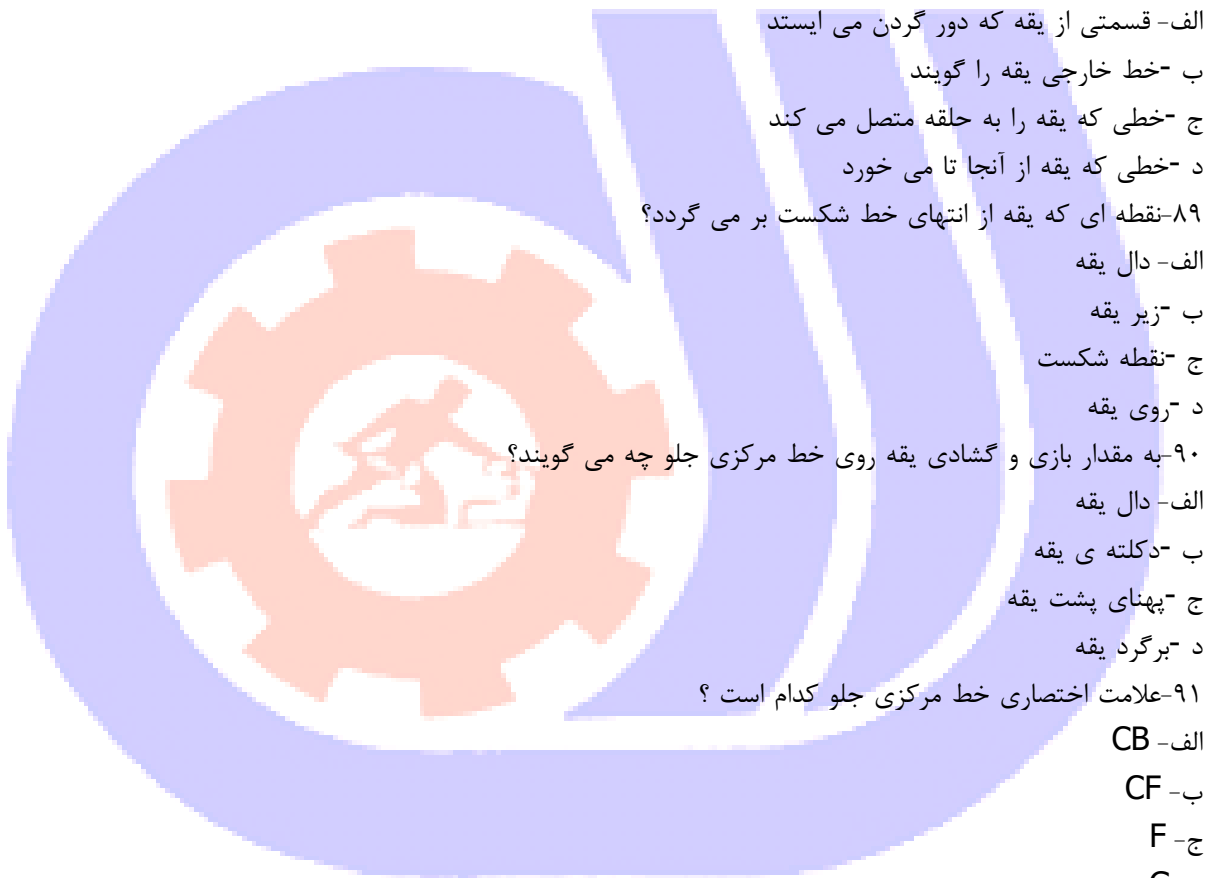 الف- قسمتی از یقه که دور گردن می ایستد
ب -خط خارجی یقه را گویند
ج -خطی که یقه را به حلقه متصل می کند
د -خطی که یقه از آنجا تا می خورد
۸۹-نقطه ای که یقه از انتهای خط شکست بر می گردد؟
الف- دال یقه
ب -زیر یقه
ج -نقطه شکست
د -روی یقه
۹۰-به مقدار بازی و گشادی یقه روی خط مرکزی جلو چه می گویند؟
الف- دال یقه
ب -دکلته ی یقه
ج -پهنای پشت یقه
د -برگرد یقه
۹۱-علامت اختصاری خط مرکزی جلو کدام است ؟
الف- CB
ب- CF
ج- F